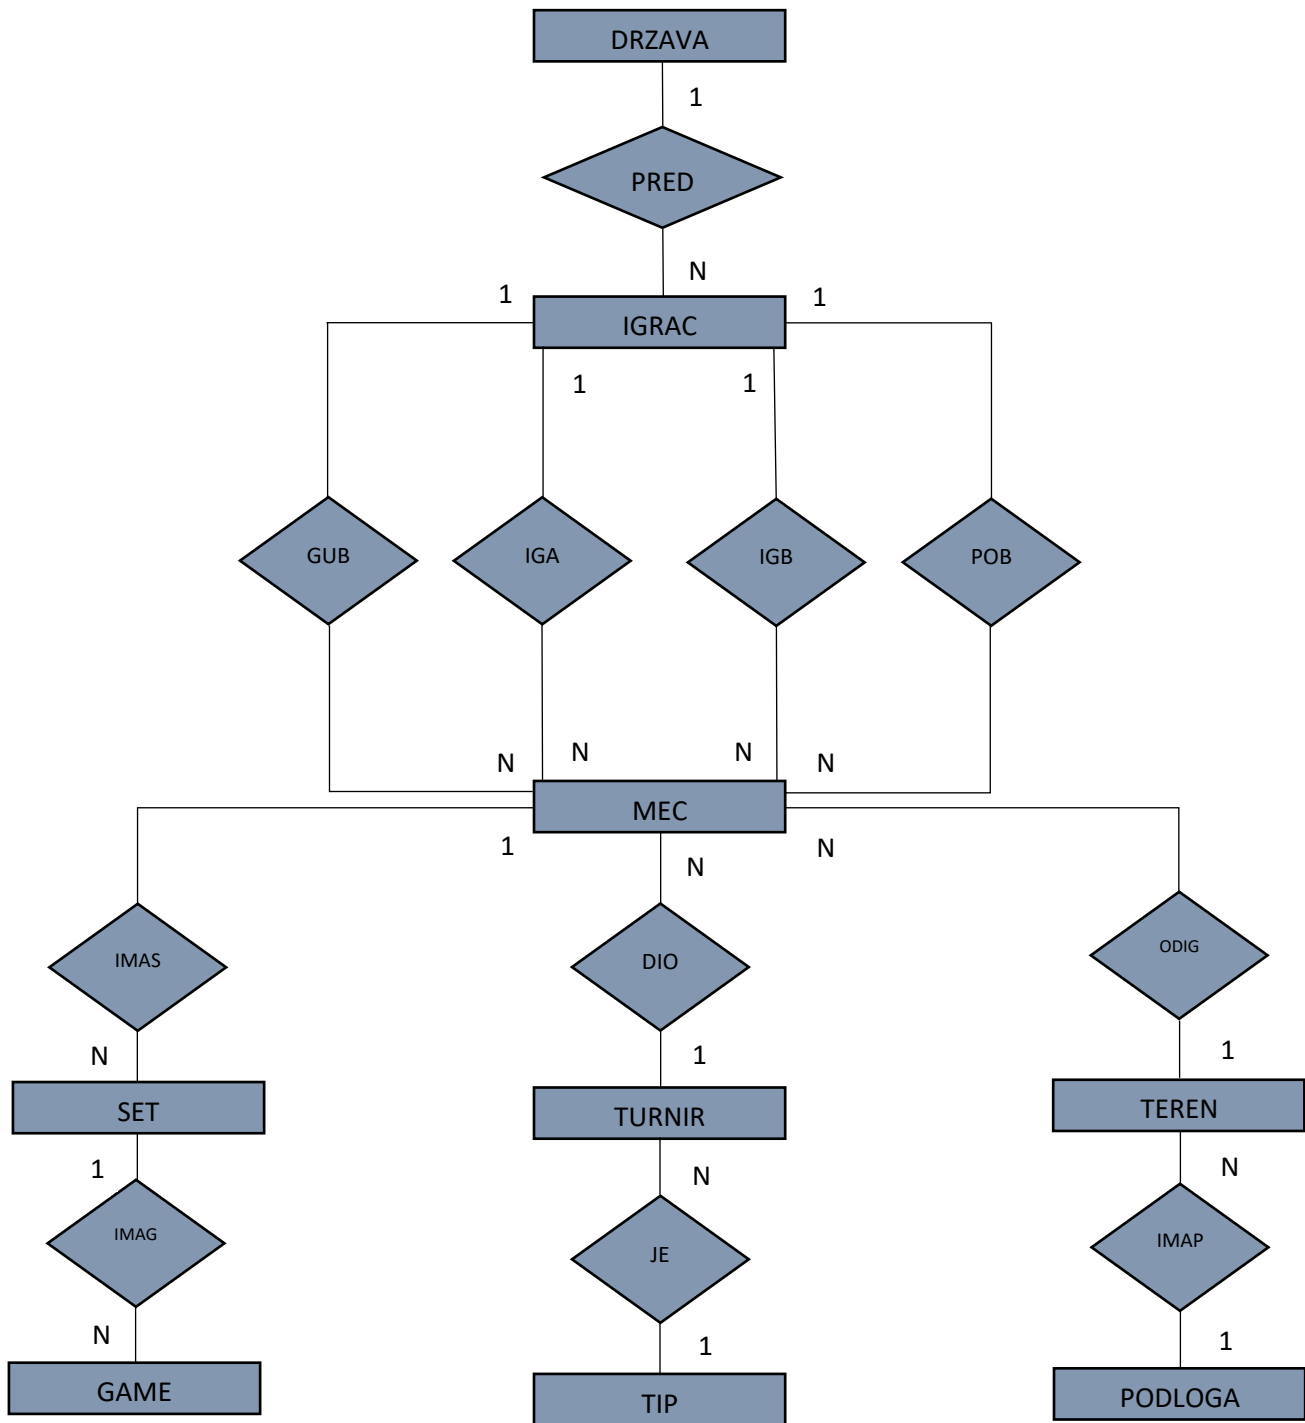 DRZAVA
1
PRED
N
1
IGRAC
1
1
1
GUB
IGA
IGB
POB
N
N
N
N
MEC
1
N
N
IMAS
DIO
ODIG
N
1
1
SET
TURNIR
TEREN
1
N
N
IMAG
JE
IMAP
N
1
1
GAME
TIP
PODLOGA